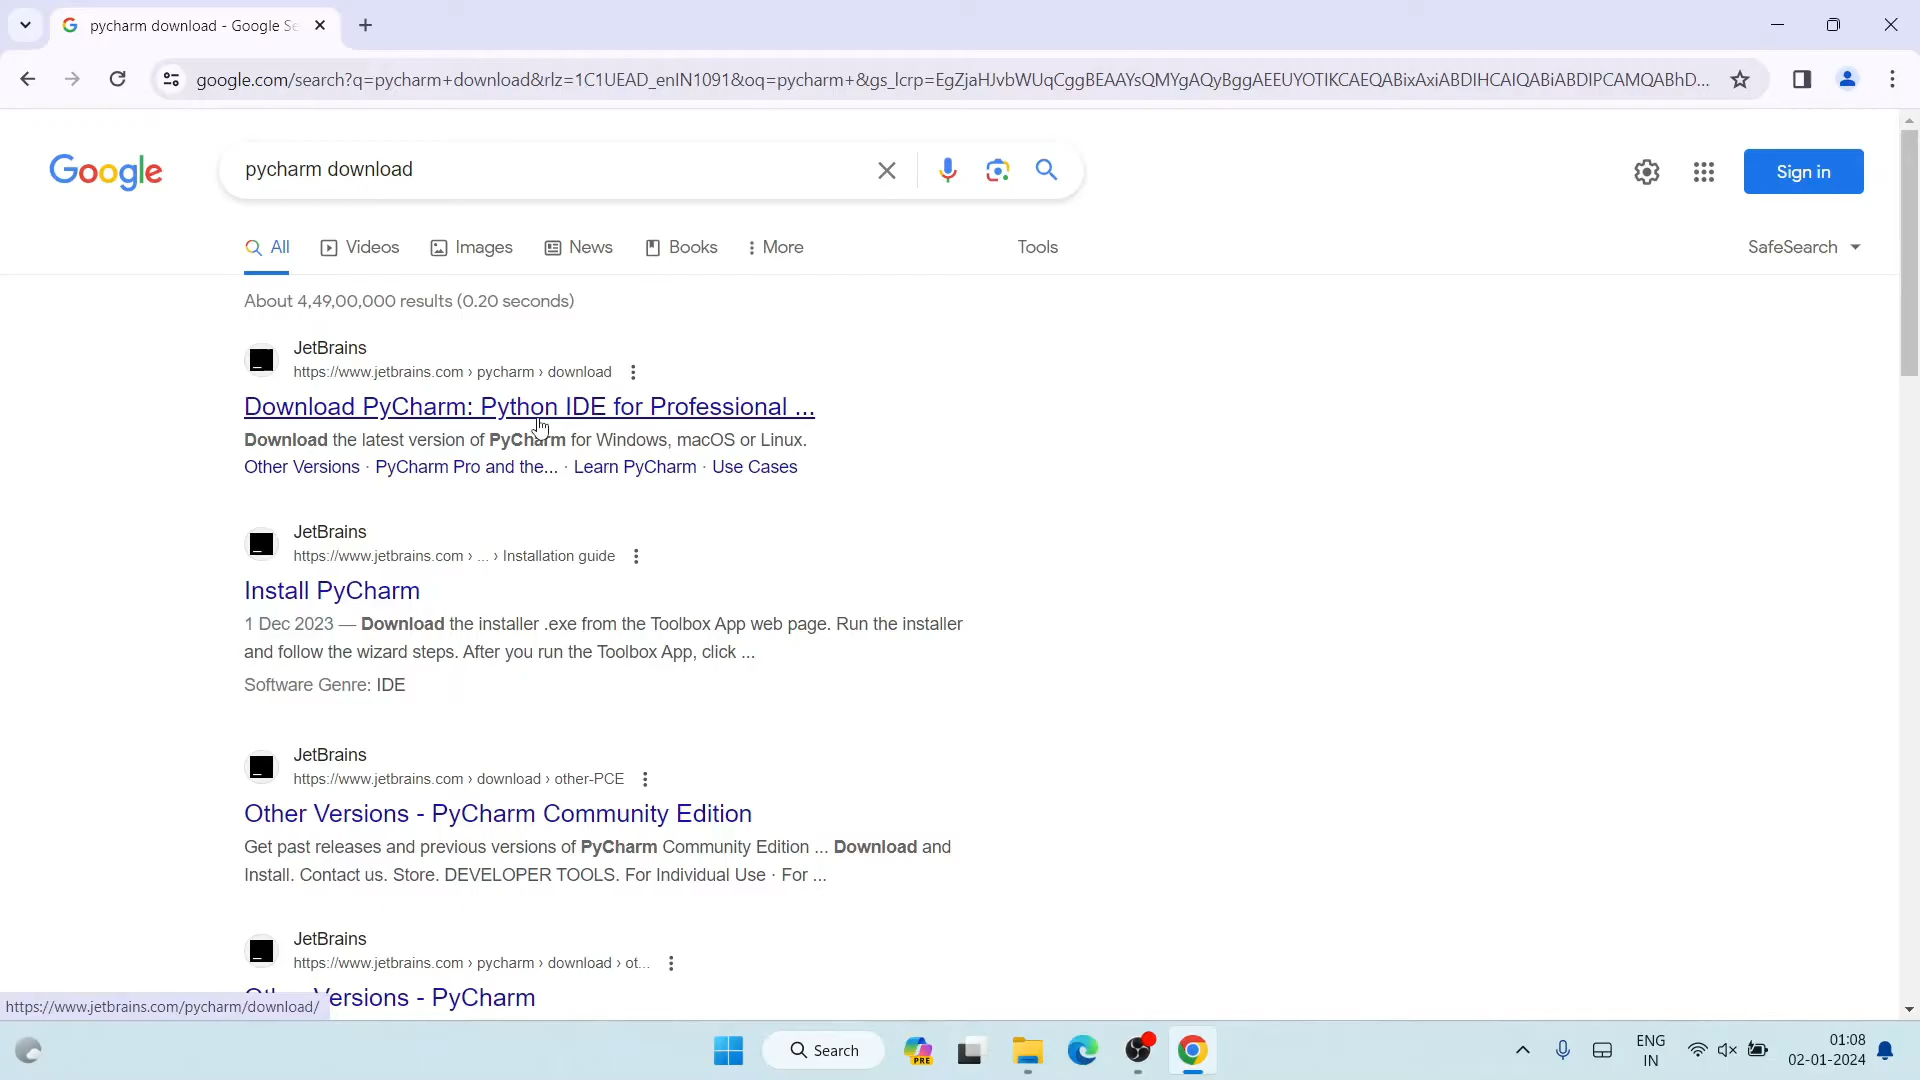 pycharm download - Google Se
google.com/search?q=pycharm+download&rlz=1C1UEAD_enIN1091&oq=pycharm+&gs_lcrp=EgZjaHJvbWUqCggBEAAYsQMYgAQyBggAEEUYOTIKCAEQABixAxiABDIHCAIQABiABDIPCAMQABhD...
Google
pycharm download
Sign in
All
Videos
Images
News
Books
More
Tools
SafeSearch
About 4,49,00,000 results (0.20 seconds)
JetBrains
https://www.jetbrains.com › pycharm › download
Download PyCharm: Python IDE for Professional ...
Download the latest version of PyCharm for Windows, macOS or Linux.
Other Versions · PyCharm Pro and the... · Learn PyCharm · Use Cases
JetBrains
https://www.jetbrains.com › ... › Installation guide
Install PyCharm
1 Dec 2023 — Download the installer .exe from the Toolbox App web page. Run the installer
and follow the wizard steps. After you run the Toolbox App, click ...
Software Genre: IDE
JetBrains
https://www.jetbrains.com › download › other-PCE
Other Versions - PyCharm Community Edition
Get past releases and previous versions of PyCharm Community Edition ... Download and
Install. Contact us. Store. DEVELOPER TOOLS. For Individual Use · For ...
JetBrains
https://www.jetbrains.com › pycharm › download › ot...
Other Versions - PyCharm
https://www.jetbrains.com/pycharm/download/
Search
PRE
ENG
IN
01:08
02-01-2024